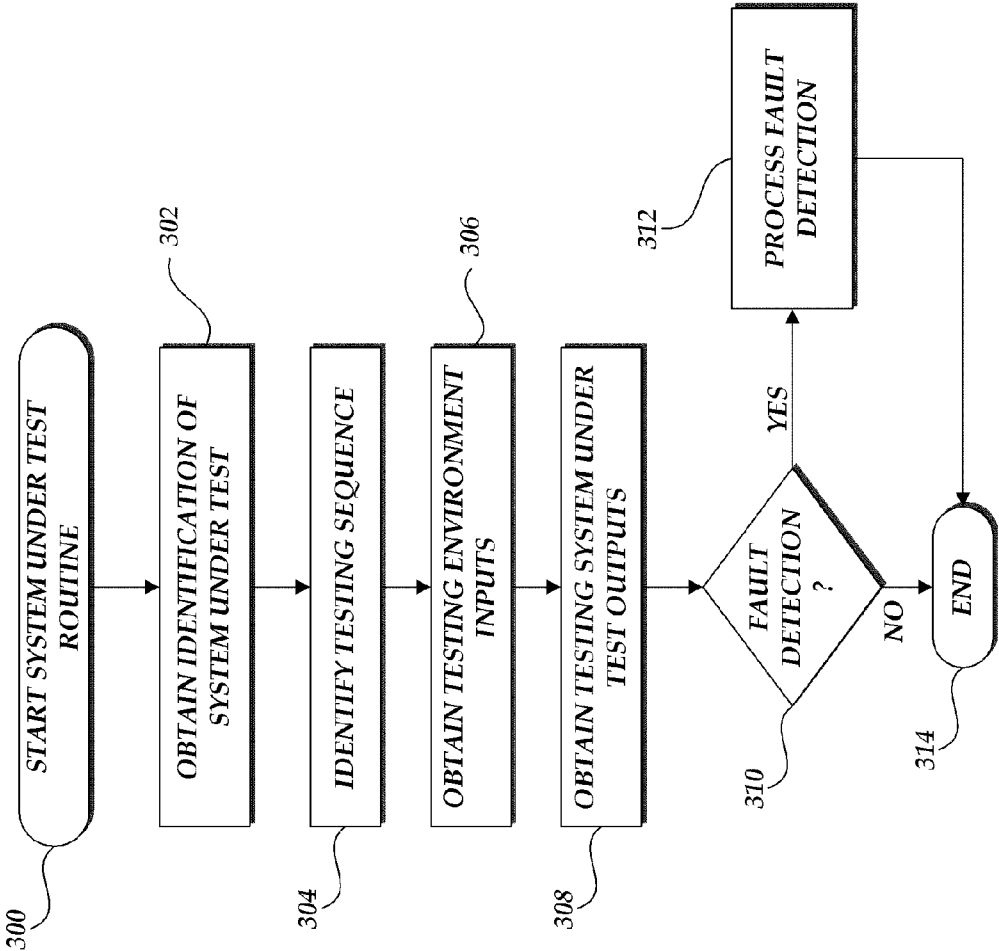 300
START SYSTEM UNDER TEST
ROUTINE
302
OBTAIN IDENTIFICATION OF
SYSTEM UNDER TEST
304
IDENTIFY TESTING SEQUENCE
306
OBTAIN TESTING ENVIRONMENT
INPUTS
308
OBTAIN TESTING SYSTEM UNDER
TEST OUTPUTS
310
FAULT
DETECTION
?
YES
312
PROCESS FAULT
DETECTION
NO
314
END